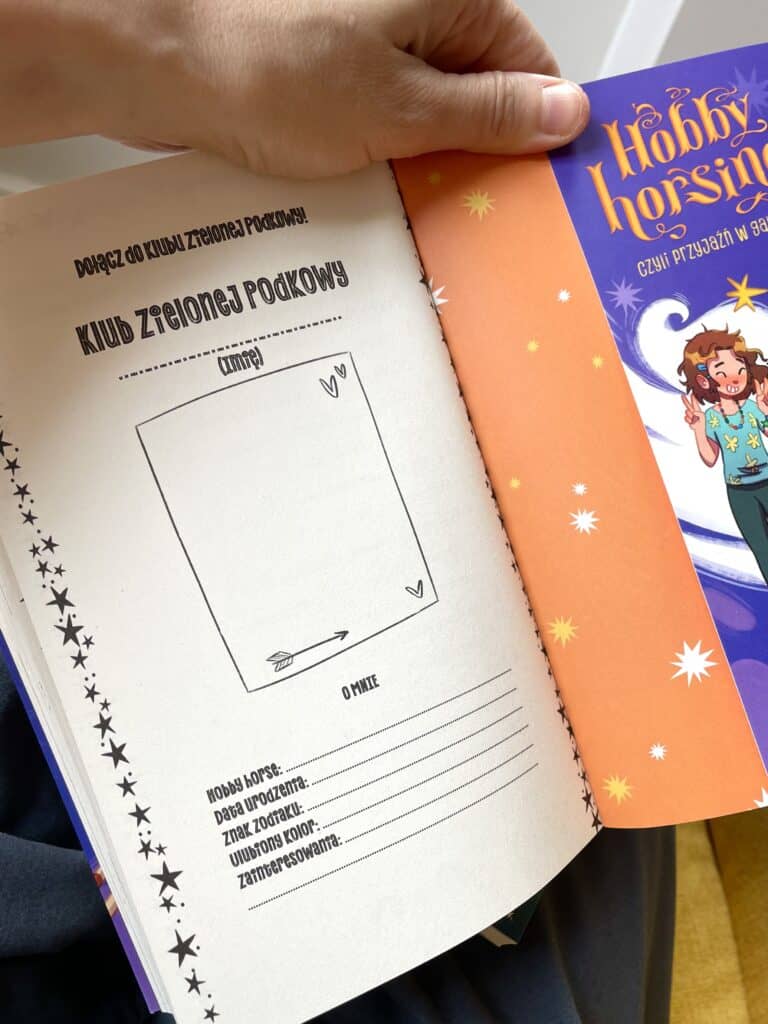 Dołącz do Klubu Zielonej Podkowy!
Klub Zielonej Podkowy
(Imię)
O MNIE
Hobby horse:
Data urodzenia:
Znak zodiaku:
Ulubiony kolor:
Zainteresowania:
Hobby
horsing
czyli przyjaźń w